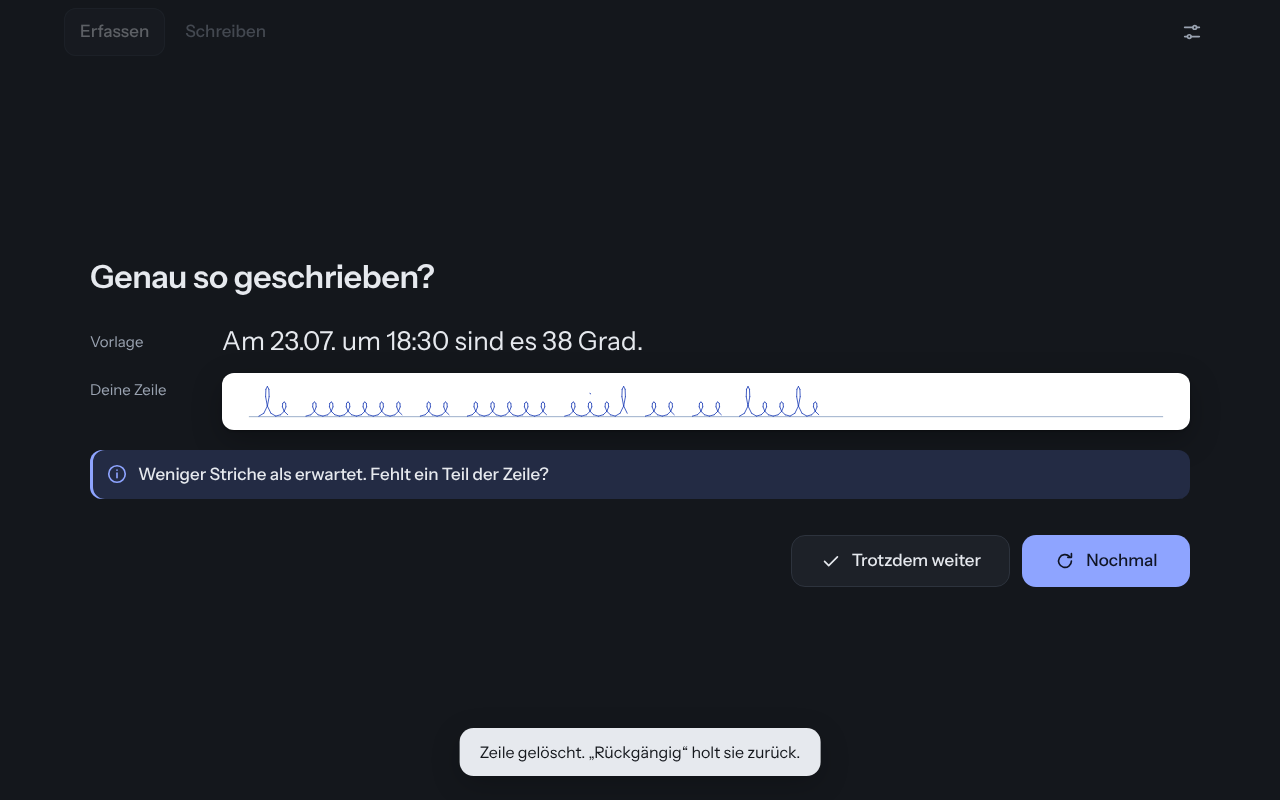 Erfassen
Schreiben
Genau so geschrieben?
Vorlage
Am 23.07. um 18:30 sind es 38 Grad.
Deine Zeile
Weniger Striche als erwartet. Fehlt ein Teil der Zeile?
Trotzdem weiter
Nochmal
Zeile gelöscht. „Rückgängig“ holt sie zurück.